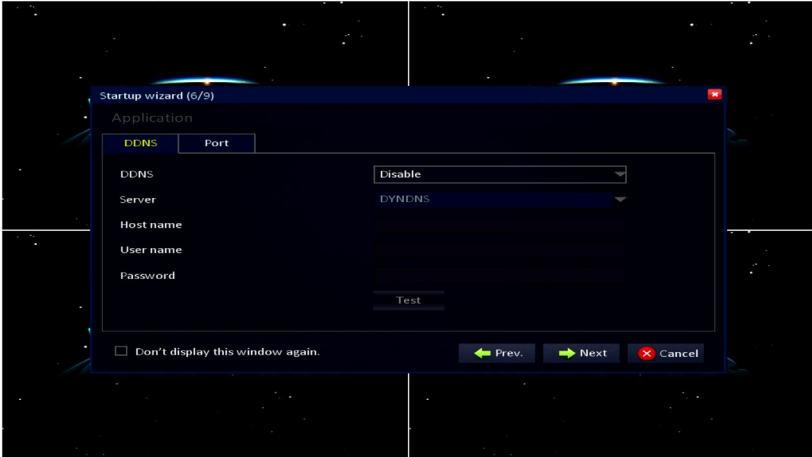 Startup wizard (6/9)
Application
DDNS Port
DDNS Disable
Server DYNDNS
Host name
User name
Password
Test
Don't display this window again. Prev. Next Cancel